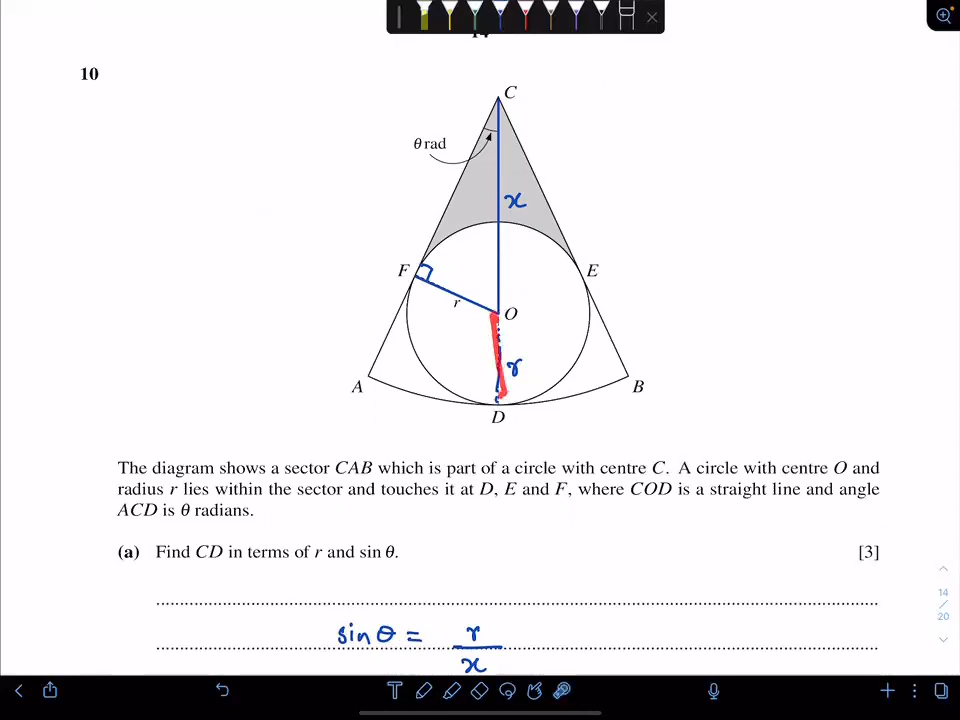 14
10
C
θ rad
x
F
E
r
O
r
A
B
D
The diagram shows a sector CAB which is part of a circle with centre C. A circle with centre O and
radius r lies within the sector and touches it at D, E and F, where COD is a straight line and angle
ACD is θ radians.
(a) Find CD in terms of r and sin θ. [3]
sin θ = r
x
14
/
20